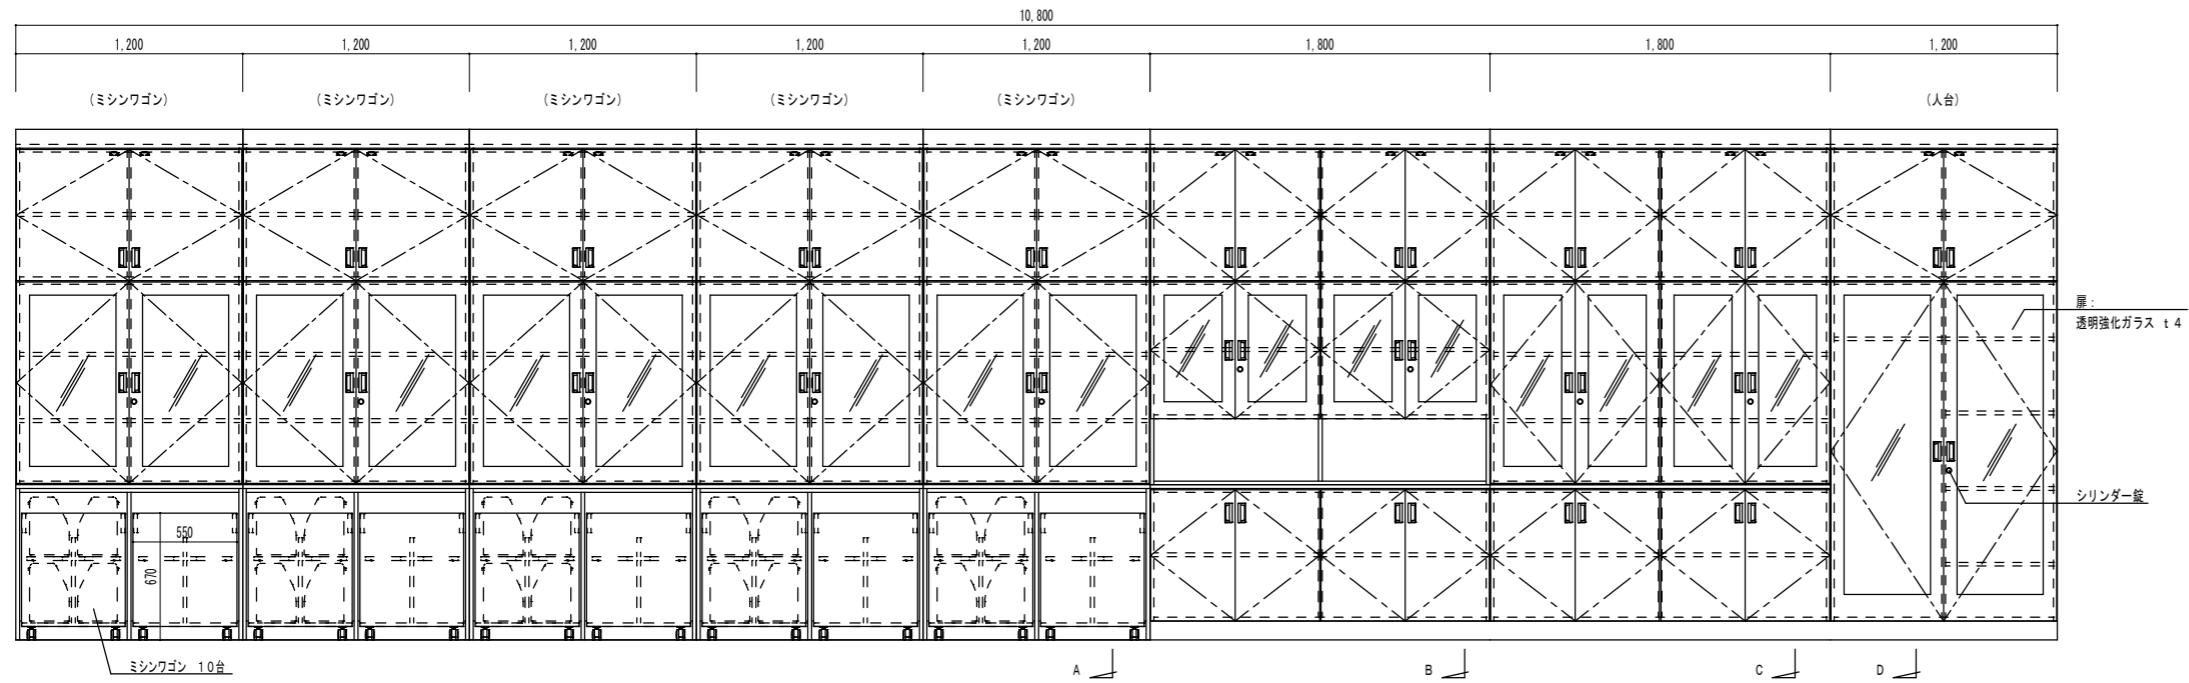 10,800
1,200
1,200
1,200
1,200
1,200
1,800
1,800
1,200
(ミシンワゴン)
(ミシンワゴン)
(ミシンワゴン)
(ミシンワゴン)
(ミシンワゴン)
(人台)
扉:
透明強化ガラス t4
シリンダー錠
550
670
ミシンワゴン 10台
A
B
C
D